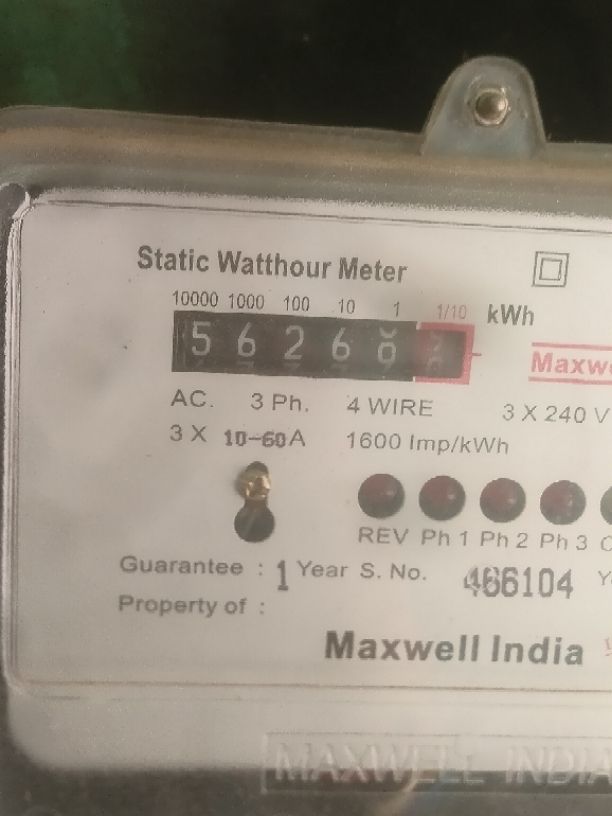 Static Watthour Meter
10000 1000 100 10 1 1/10 kWh
5 6 2 6
AC. 3 Ph. 4 WIRE 3 X 240 V
3 X 10-60A 1600 Imp/kWh
REV Ph 1 Ph 2 Ph 3
Guarantee : 1 Year S. No. 466104
Property of :
Maxwell India
MAXWELL INDIA